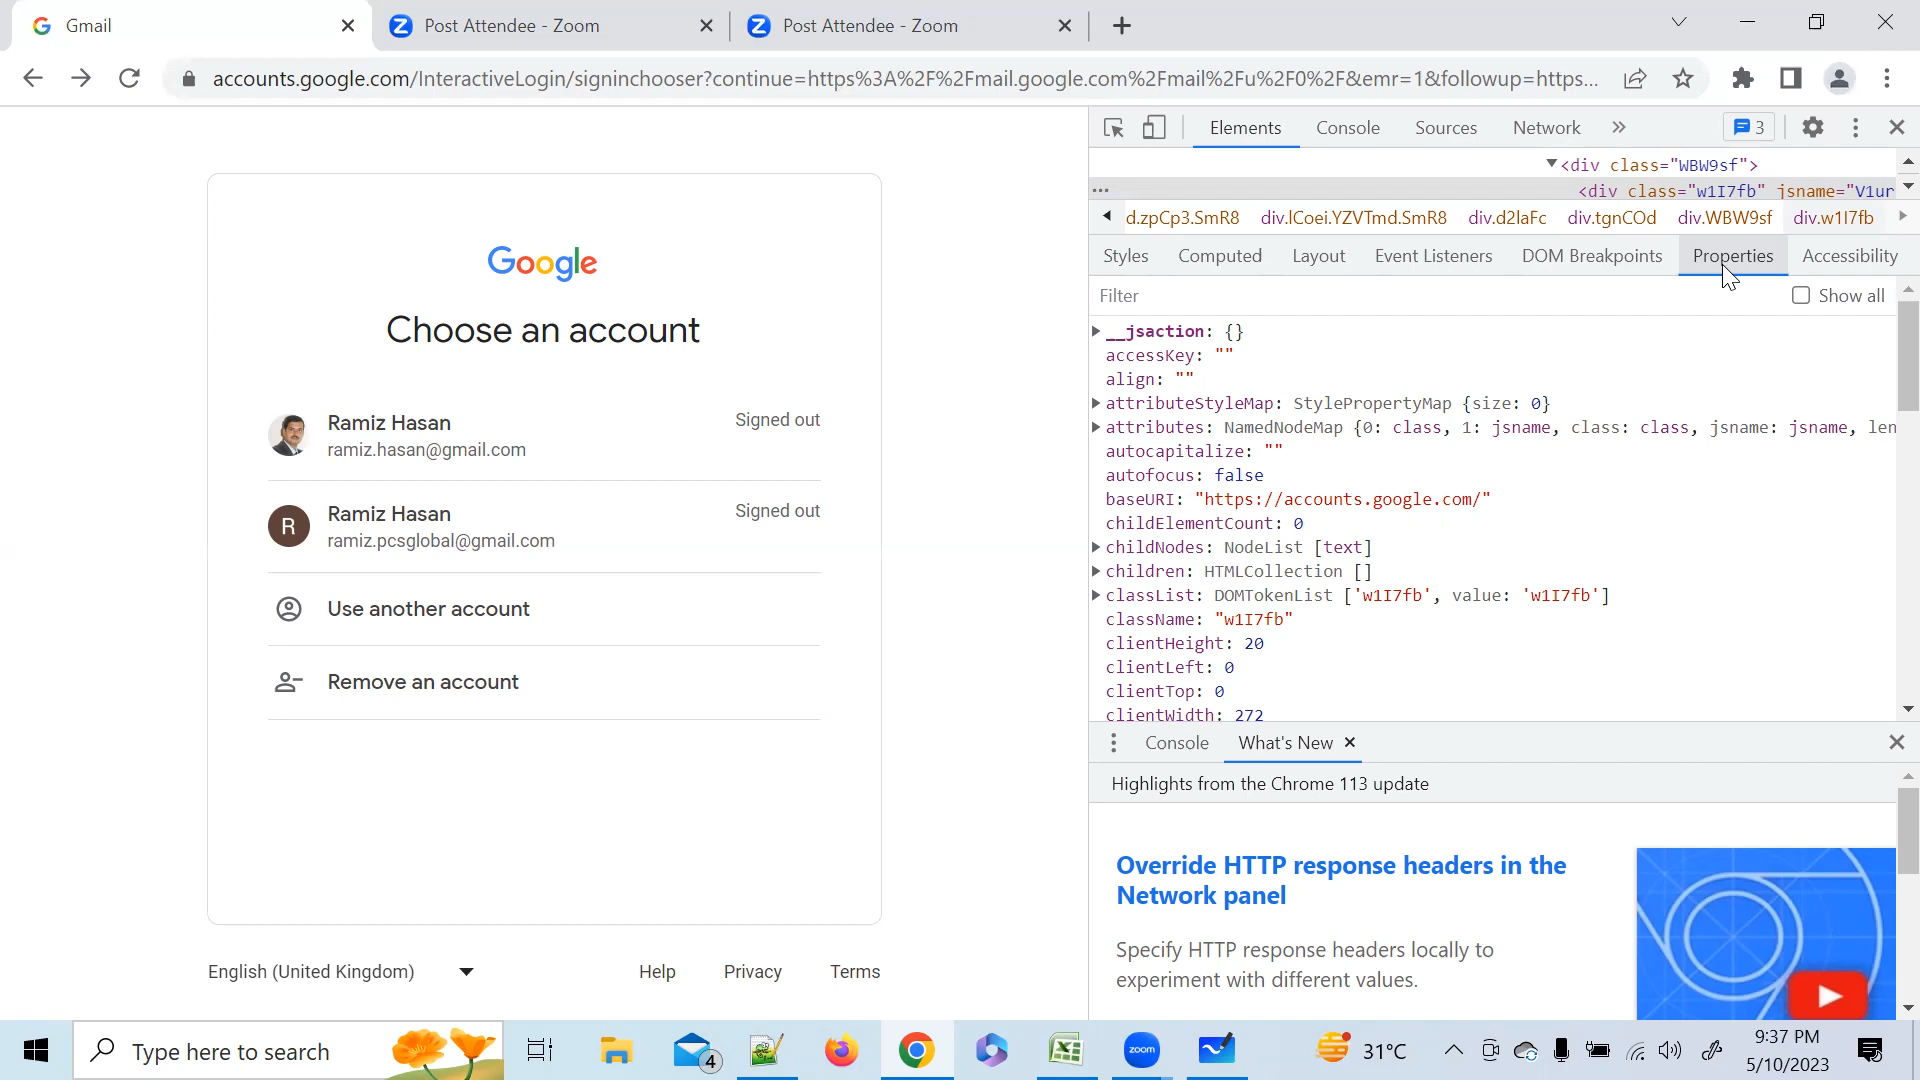 Gmail
Post Attendee - Zoom
Post Attendee - Zoom
accounts.google.com/InteractiveLogin/signinchooser?continue=https%3A%2F%2Fmail.google.com%2Fmail%2Fu%2F0%2F&emr=1&followup=https...
Google
Choose an account
Ramiz Hasan
Signed out
ramiz.hasan@gmail.com
R
Ramiz Hasan
Signed out
ramiz.pcsglobal@gmail.com
Use another account
Remove an account
English (United Kingdom)
Help
Privacy
Terms
Elements
Console
Sources
Network
3
<div class="WBW9sf">
<div class="w1I7fb" jsname="V1ur
d.zpCp3.SmR8
div.lCoei.YZVTmd.SmR8
div.d2laFc
div.tgnCOd
div.WBW9sf
div.w1I7fb
Styles
Computed
Layout
Event Listeners
DOM Breakpoints
Properties
Accessibility
Filter
Show all
__jsaction: {}
accessKey: ""
align: ""
attributeStyleMap: StylePropertyMap {size: 0}
attributes: NamedNodeMap {0: class, 1: jsname, class: class, jsname: jsname, len
autocapitalize: ""
autofocus: false
baseURI: "https://accounts.google.com/"
childElementCount: 0
childNodes: NodeList [text]
children: HTMLCollection []
classList: DOMTokenList ['w1I7fb', value: 'w1I7fb']
className: "w1I7fb"
clientHeight: 20
clientLeft: 0
clientTop: 0
clientWidth: 272
Console
What's New
Highlights from the Chrome 113 update
Override HTTP response headers in the
Network panel
Specify HTTP response headers locally to
experiment with different values.
Type here to search
4
zoom
31°C
9:37 PM
5/10/2023